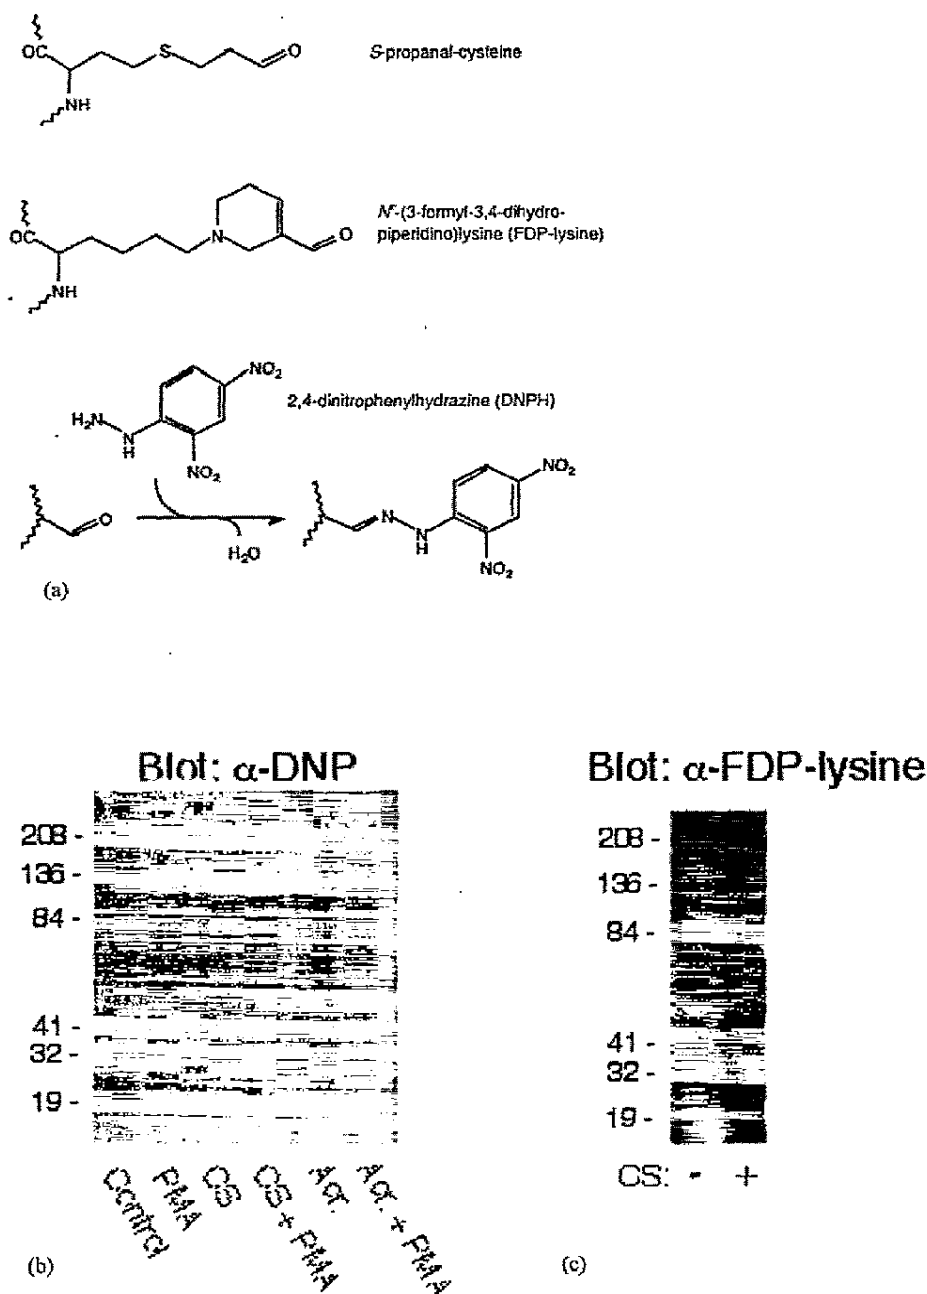 OC
S
O
S-propanal-cysteine
NH
OC
N
O
N^ε-(3-formyl-3,4-dihydro-
piperidino)lysine (FDP-lysine)
NH
H₂N
N
H
NO₂
NO₂
2,4-dinitrophenylhydrazine (DNPH)
O
H₂O
N
N
H
NO₂
NO₂
(a)
Blot: α-DNP
208 -
136 -
84 -
41 -
32 -
19 -
Control
PMA
CS
CS + PMA
Acr.
Acr. + PMA
(b)
Blot: α-FDP-lysine
208 -
136 -
84 -
41 -
32 -
19 -
CS: - +
(c)